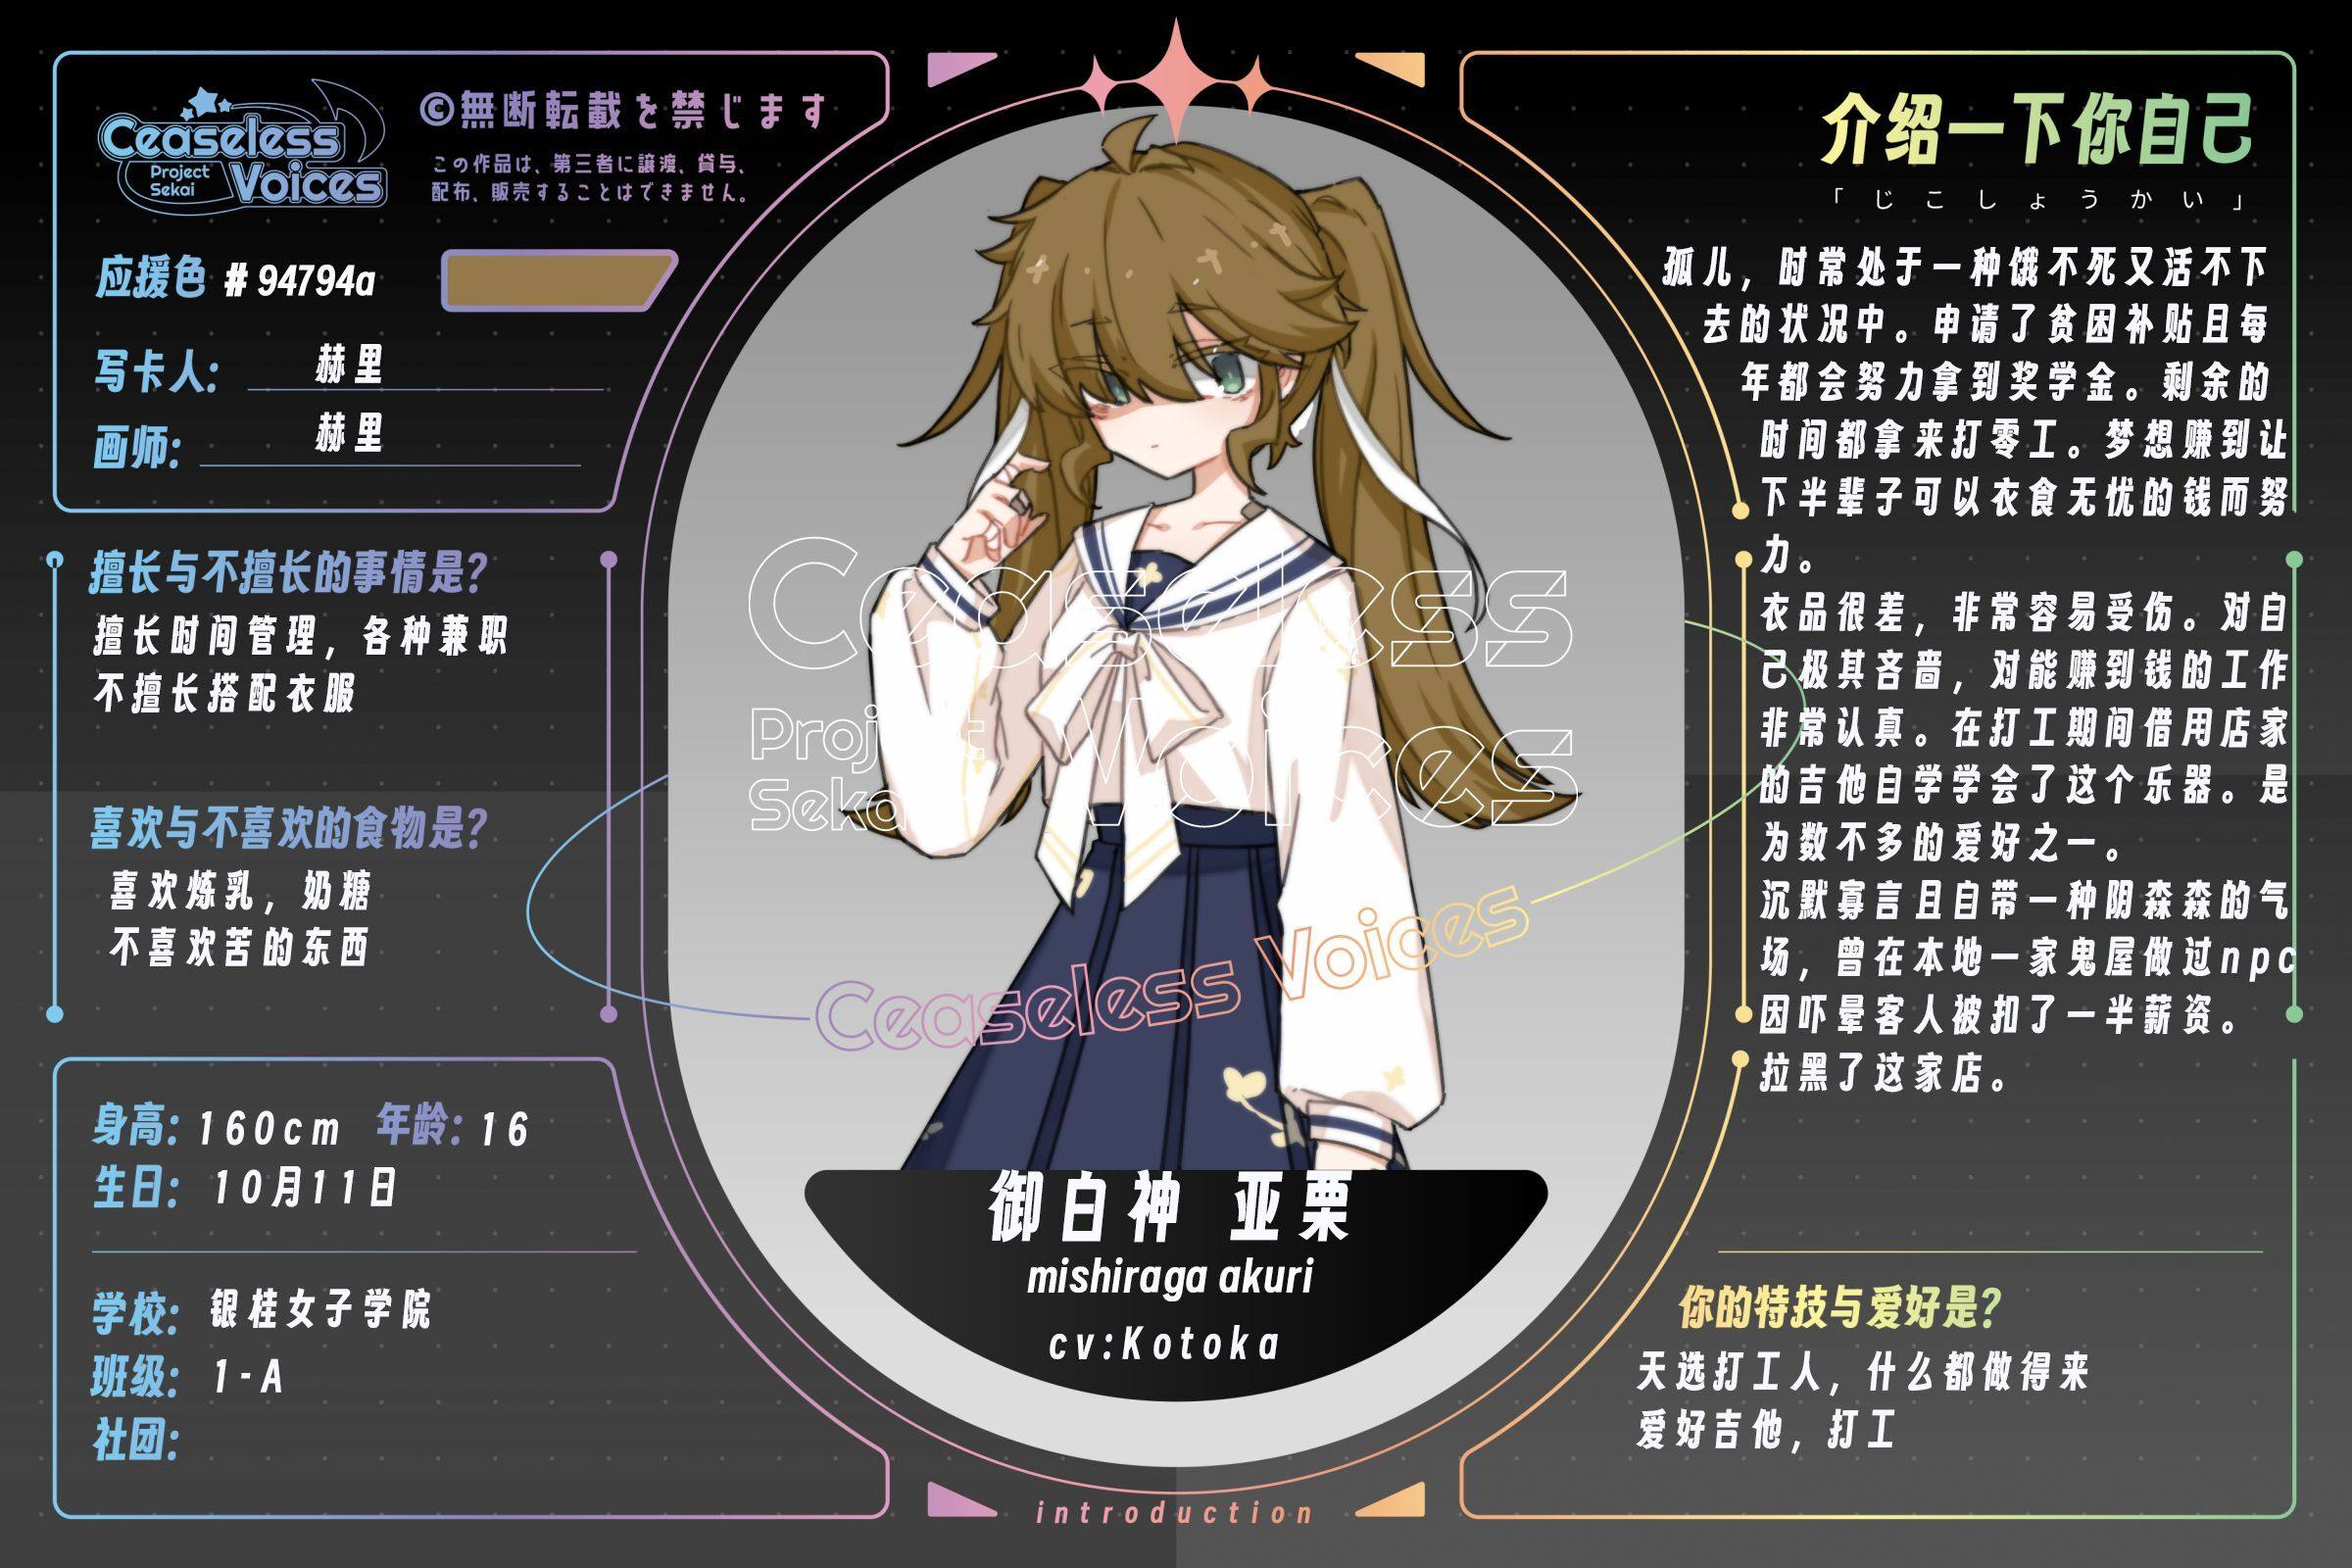 Ceaseless
Project
Sekai
Voices
©無断転載を禁じます
この作品は、第三者に譲渡、貸与、
配布、販売することはできません。
应援色 #94794a
写卡人: 赫里
画师: 赫里
擅长与不擅长的事情是?
擅长时间管理，各种兼职
不擅长搭配衣服
喜欢与不喜欢的食物是?
喜欢炼乳，奶糖
不喜欢苦的东西
身高: 160cm 年龄: 16
生日: 10月11日
学校: 银桂女子学院
班级: 1-A
社团:
Ceaseless
Project
Sekai
Voices
Ceaseless Voices
御白神 亚栗
mishiraga akuri
cv:Kotoka
introduction
介绍一下你自己
「じこしょうかい」
孤儿，时常处于一种饿不死又活不下
去的状况中。申请了贫困补贴且每
年都会努力拿到奖学金。剩余的
时间都拿来打零工。梦想赚到让
下半辈子可以衣食无忧的钱而努
力。
衣品很差，非常容易受伤。对自
己极其吝啬，对能赚到钱的工作
非常认真。在打工期间借用店家
的吉他自学学会了这个乐器。是
为数不多的爱好之一。
沉默寡言且自带一种阴森森的气
场，曾在本地一家鬼屋做过npc
因吓晕客人被扣了一半薪资。
拉黑了这家店。
你的特技与爱好是?
天选打工人，什么都做得来
爱好吉他，打工